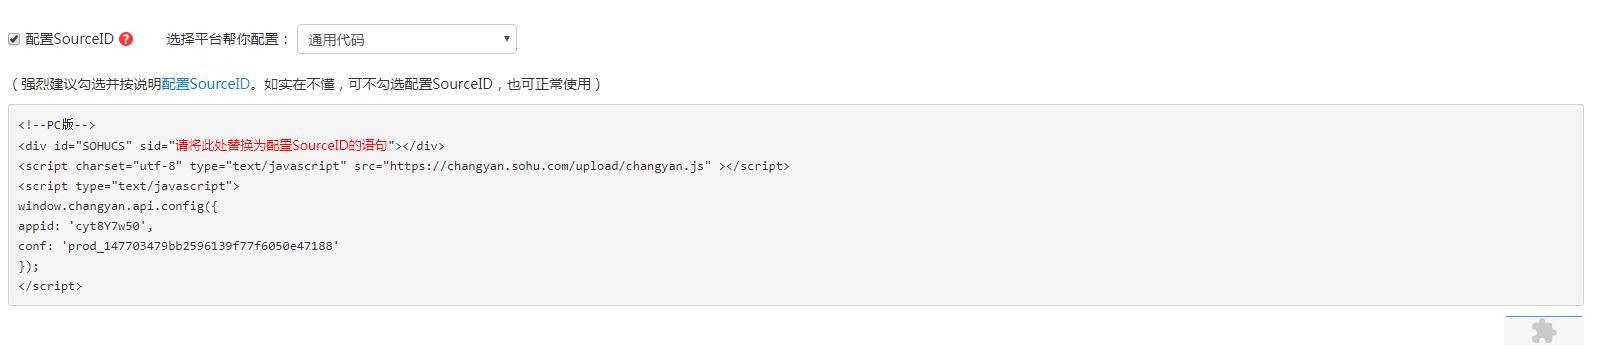 配置SourceID ? 选择平台帮你配置： 通用代码
（强烈建议勾选并按说明配置SourceID。如实在不懂，可不勾选配置SourceID，也可正常使用）
<!--PC版-->
<div id="SOHUCS" sid="请将此处替换为配置SourceID的语句"></div>
<script charset="utf-8" type="text/javascript" src="https://changyan.sohu.com/upload/changyan.js" ></script>
<script type="text/javascript">
window.changyan.api.config({
appid: 'cyt8Y7w50',
conf: 'prod_147703479bb2596139f77f6050e47188'
});
</script>